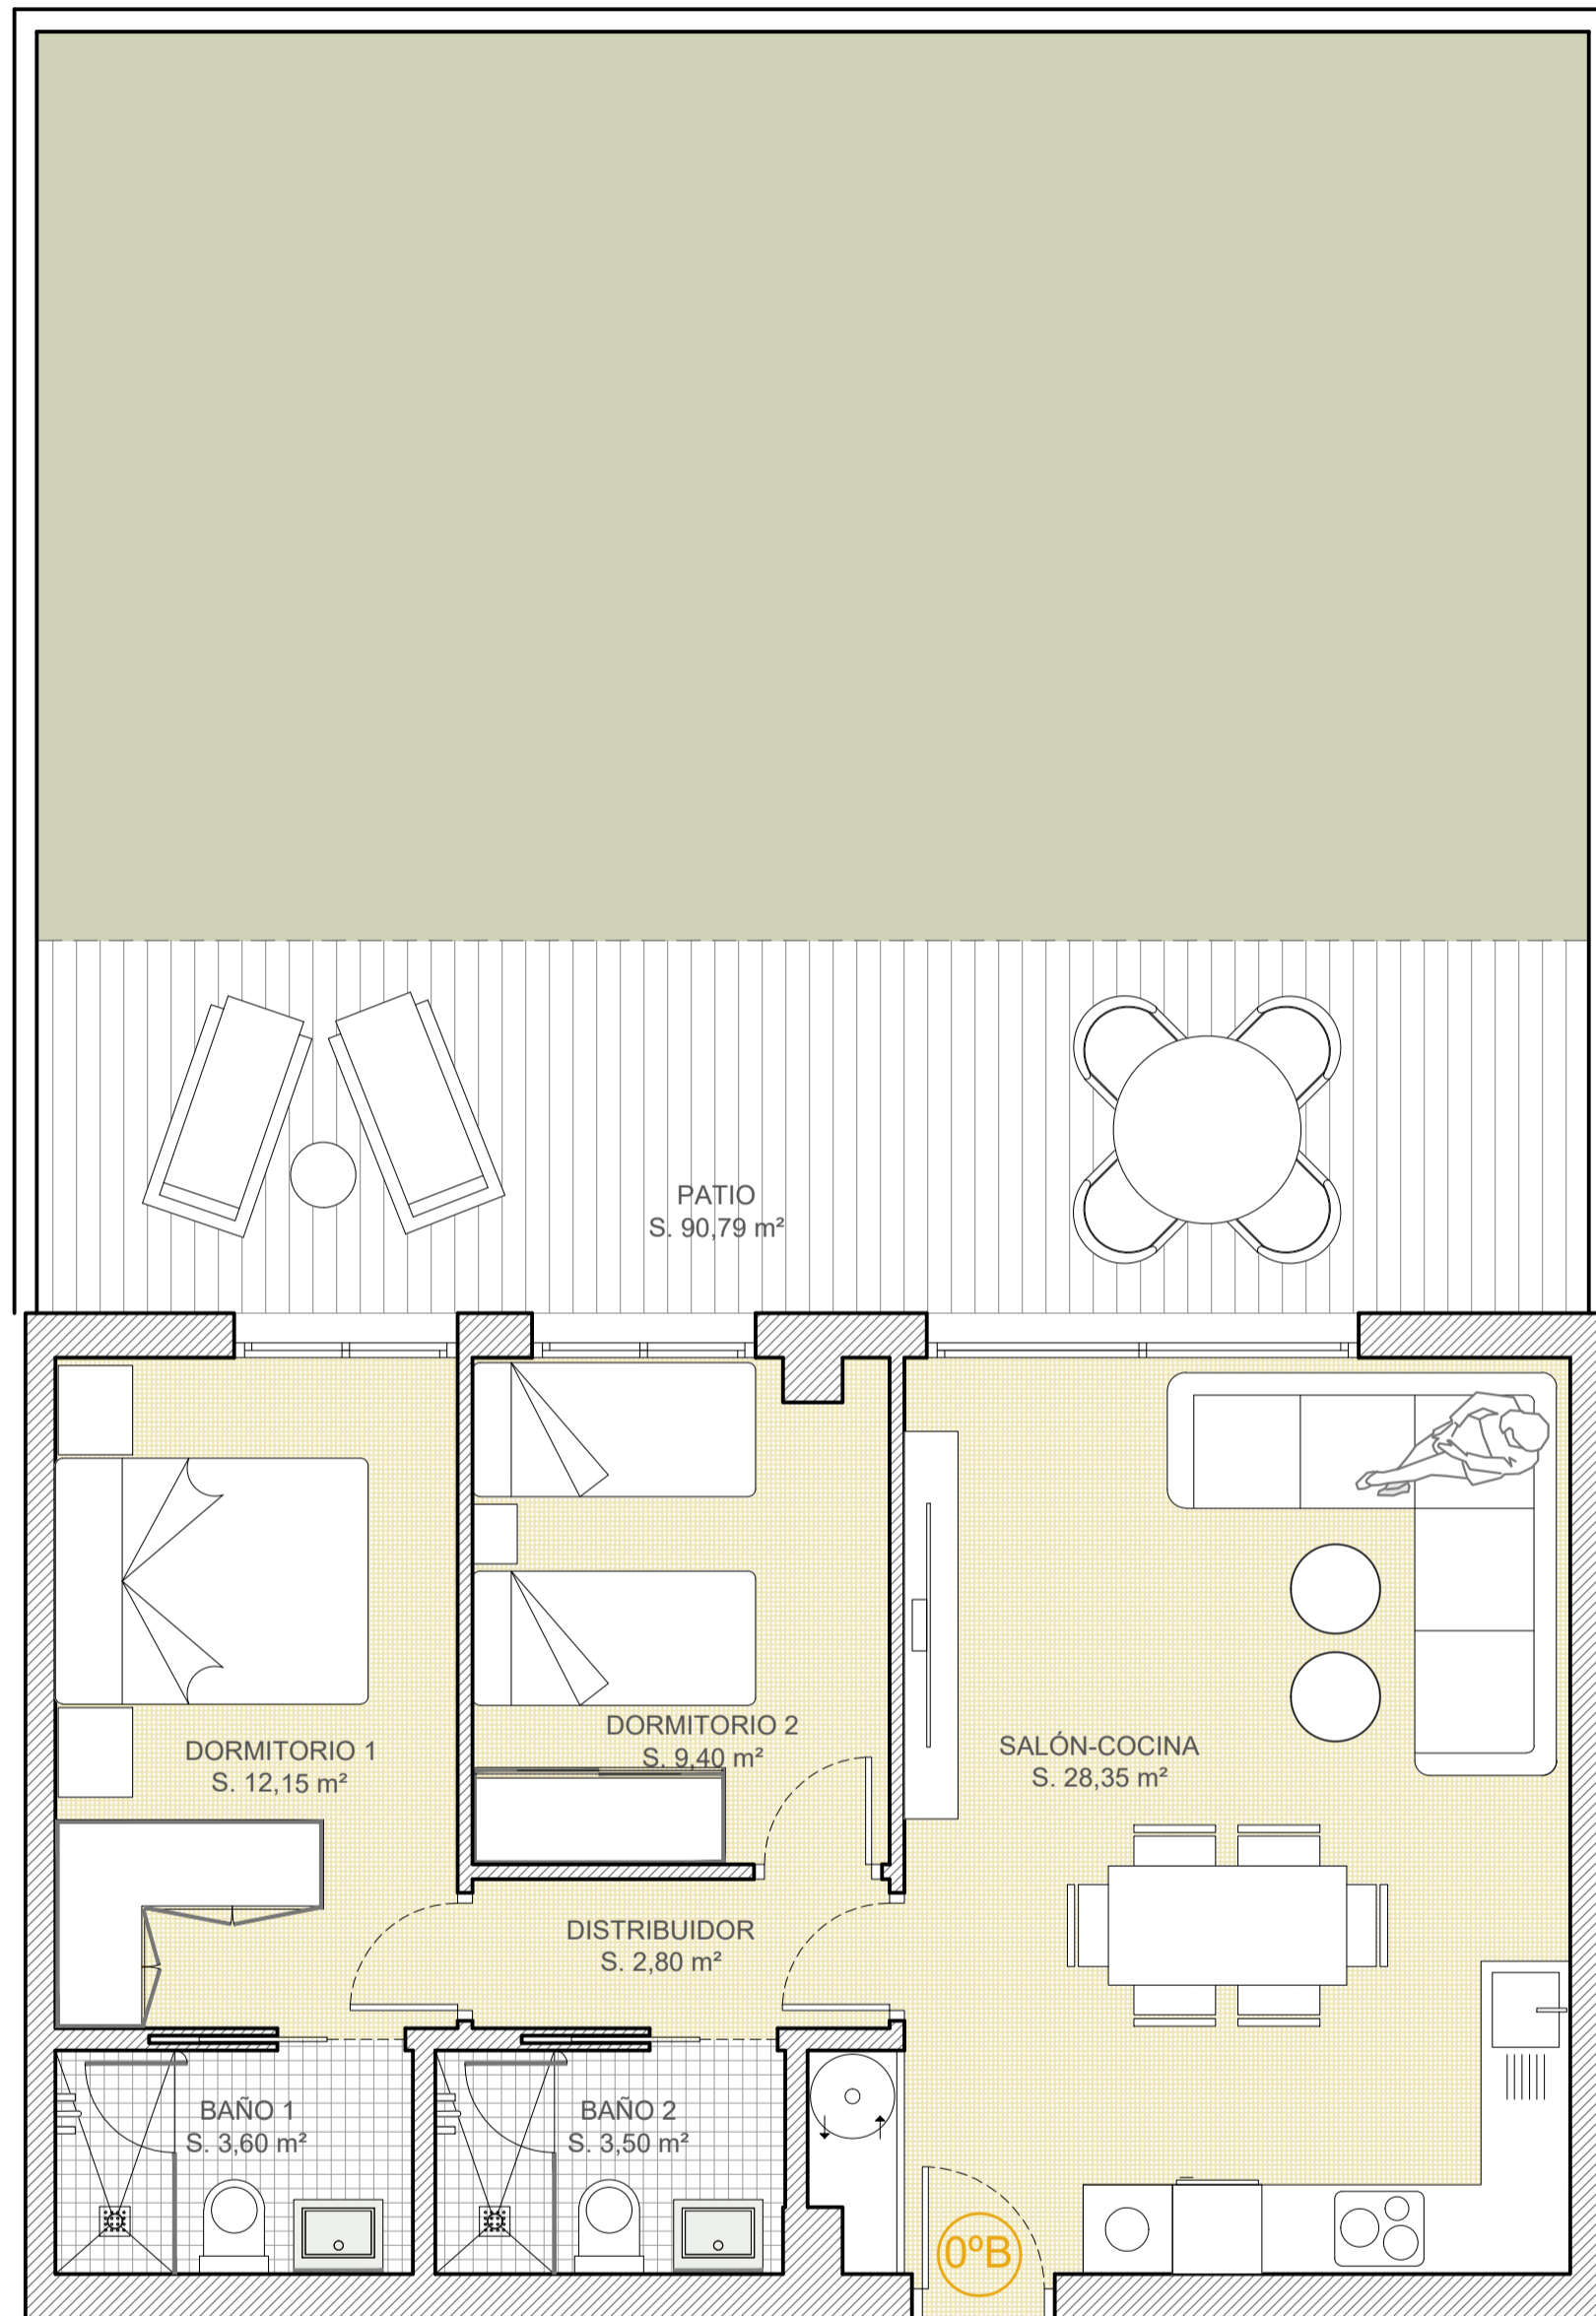 PATIO
S. 90,79 m²
DORMITORIO 2
S. 9,40 m²
DORMITORIO 1
S. 12,15 m²
SALÓN-COCINA
S. 28,35 m²
DISTRIBUIDOR
S. 2,80 m²
BAÑO 1
S. 3,60 m²
BAÑO 2
S. 3,50 m²
0ºB